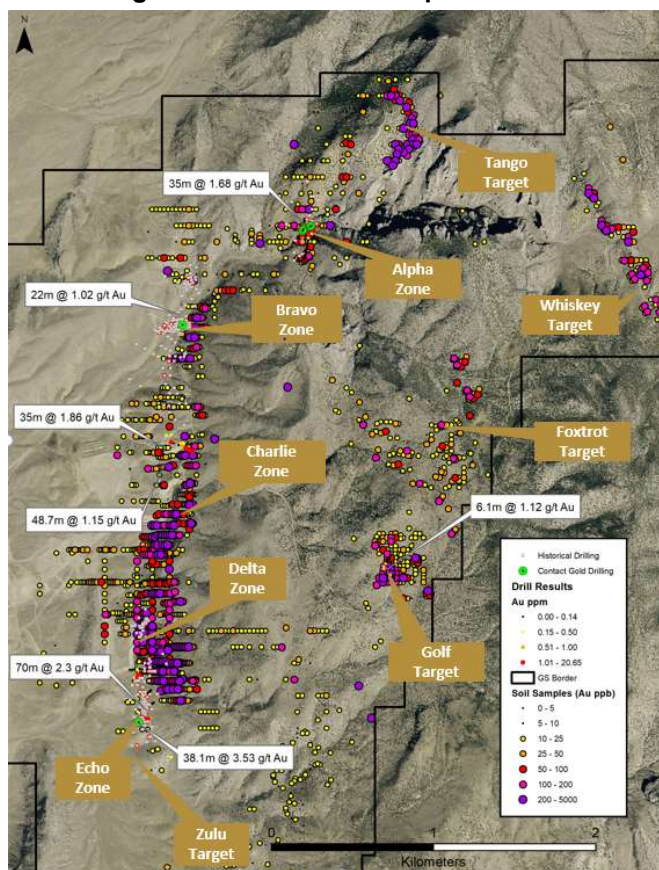 N
Tango
Target
35m @ 1.68 g/t Au
Alpha
Zone
Whiskey
Target
22m @ 1.02 g/t Au
Bravo
Zone
35m @ 1.86 g/t Au
Charlie
Zone
Foxtrot
Target
48.7m @ 1.15 g/t Au
6.1m @ 1.12 g/t Au
Delta
Zone
Golf
Target
70m @ 2.3 g/t Au
38.1m @ 3.53 g/t Au
Echo
Zone
Zulu
Target
Historical Drilling
Contact Gold Drilling
Drill Results
Au ppm
0.00 - 0.14
0.15 - 0.50
0.51 - 1.00
1.01 - 20.65
GS Border
Soil Samples (Au ppb)
0 - 5
5 - 10
10 - 25
25 - 50
50 - 100
100 - 200
200 - 5000
0 1 2
Kilometers